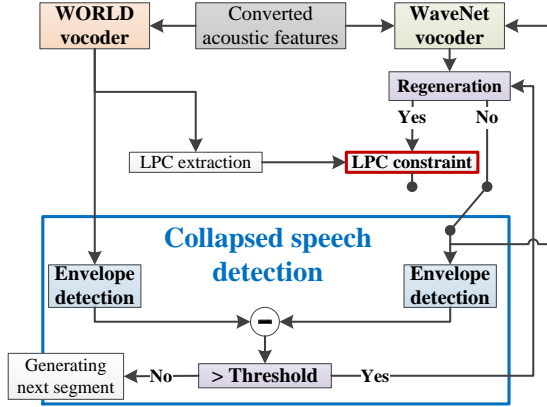 WORLD
vocoder
Converted
acoustic features
WaveNet
vocoder
Regeneration
Yes
No
LPC extraction
LPC constraint
Collapsed speech
detection
Envelope
detection
Envelope
detection
−
Generating
next segment
No
> Threshold
Yes